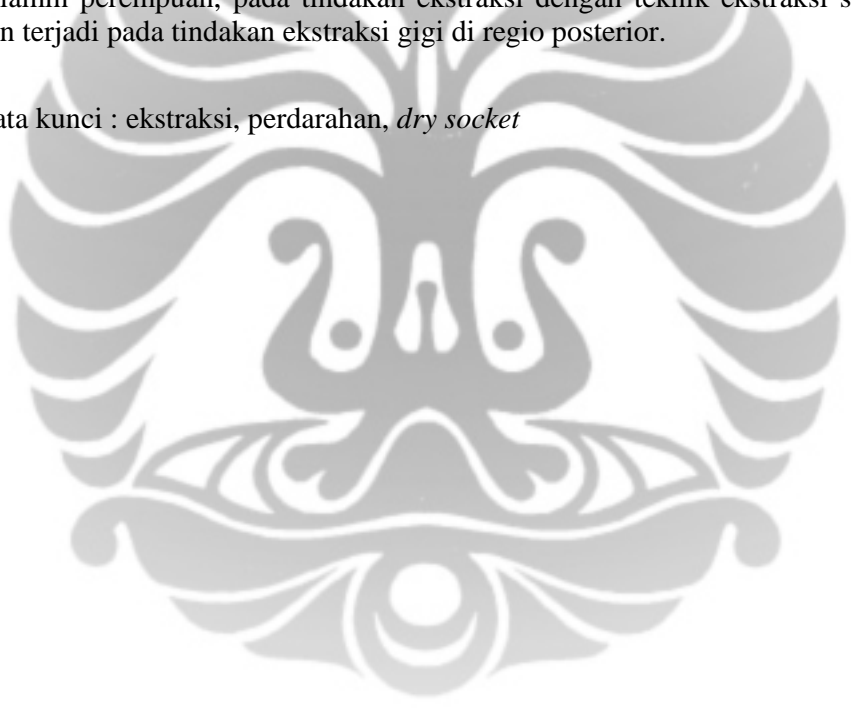 perempuan, pada tindakan ekstraksi dengan teknik ekstraksi
terjadi pada tindakan ekstraksi gigi di regio posterior.
kunci : ekstraksi, perdarahan, dry socket